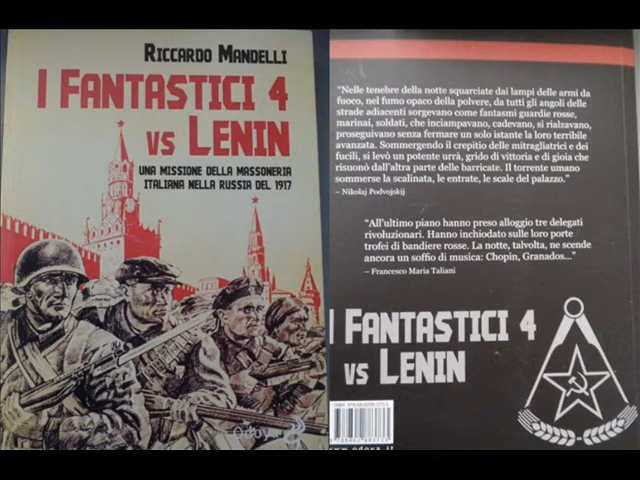 RICCARDO MANDELLI
I FANTASTICI 4
VS LENIN
UNA MISSIONE DELLA MASSONERIA
ITALIANA NELLA RUSSIA DEL 1917
Odoya
“Nelle tenebre della notte squarciate dai lampi delle armi da
fuoco, nel fumo opaco della polvere, da tutti gli angoli delle
strade adiacenti sorgevano come fantasmi guardie rosse,
marinai, soldati, che inciampavano, cadevano, si rialzavano,
proseguivano senza fermare un solo istante la loro terribile
avanzata. Sommergendo il crepitio delle mitragliatrici e dei
fucili, si levò un potente urrà, grido di vittoria e di gioia che
risuonò dall’altra parte delle barricate. Il torrente umano
sommerse la scalinata, le entrate, le scale del palazzo.”
– Nikolaj Podvojskij
“All’ultimo piano hanno preso alloggio tre delegati
rivoluzionari. Hanno inchiodato sulle loro porte
trofei di bandiere rosse. La notte, talvolta, ne scende
ancora un soffio di musica: Chopin, Granados...”
– Francesco Maria Taliani
I FANTASTICI 4
VS LENIN
ISBN